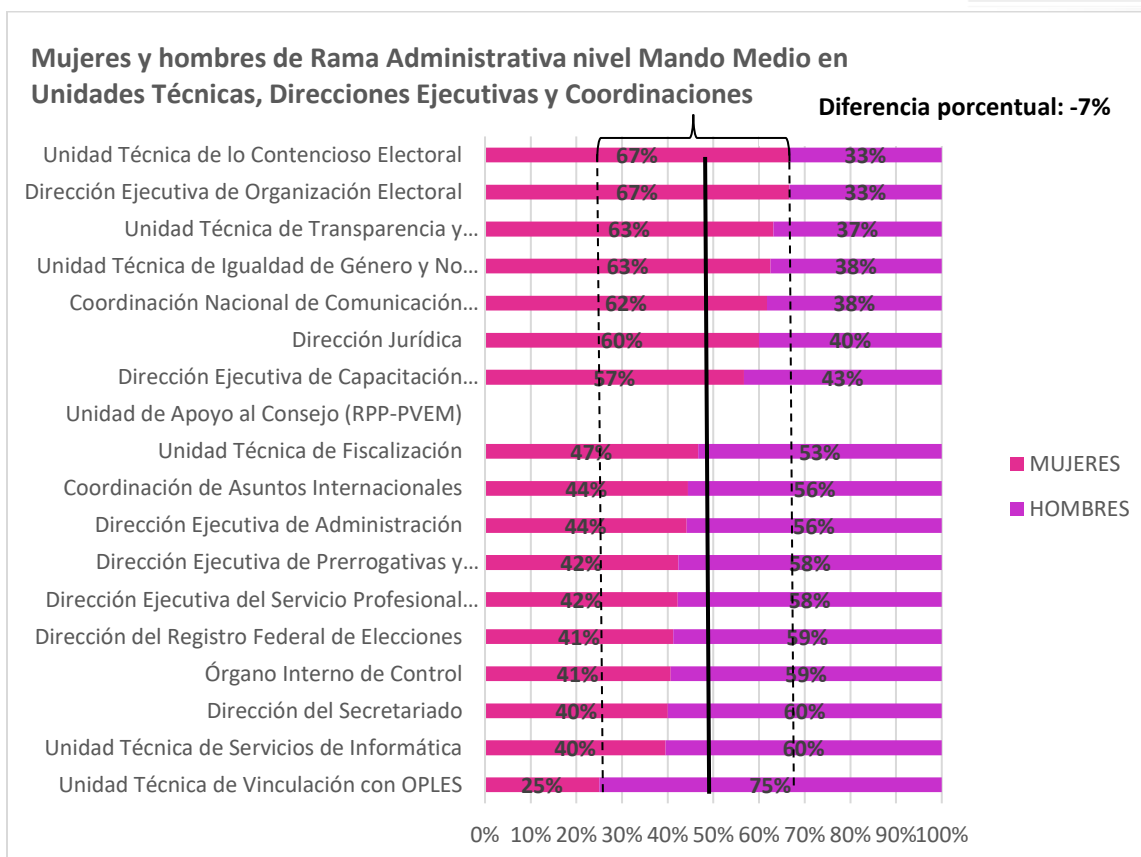 Mujeres y hombres de Rama Administrativa nivel Mando Medio en
Unidades Técnicas, Direcciones Ejecutivas y Coordinaciones
Diferencia porcentual: -7%
Unidad Técnica de lo Contencioso Electoral 67% 33%
Dirección Ejecutiva de Organización Electoral 67% 33%
Unidad Técnica de Transparencia y... 63% 37%
Unidad Técnica de Igualdad de Género y No... 63% 38%
Coordinación Nacional de Comunicación... 62% 38%
Dirección Jurídica 60% 40%
Dirección Ejecutiva de Capacitación... 57% 43%
Unidad de Apoyo al Consejo (RPP-PVEM)
Unidad Técnica de Fiscalización 47% 53%
Coordinación de Asuntos Internacionales 44% 56%
Dirección Ejecutiva de Administración 44% 56%
Dirección Ejecutiva de Prerrogativas y... 42% 58%
Dirección Ejecutiva del Servicio Profesional... 42% 58%
Dirección del Registro Federal de Elecciones 41% 59%
Órgano Interno de Control 41% 59%
Dirección del Secretariado 40% 60%
Unidad Técnica de Servicios de Informática 40% 60%
Unidad Técnica de Vinculación con OPLES 25% 75%
0% 10% 20% 30% 40% 50% 60% 70% 80% 90% 100%
MUJERES
HOMBRES